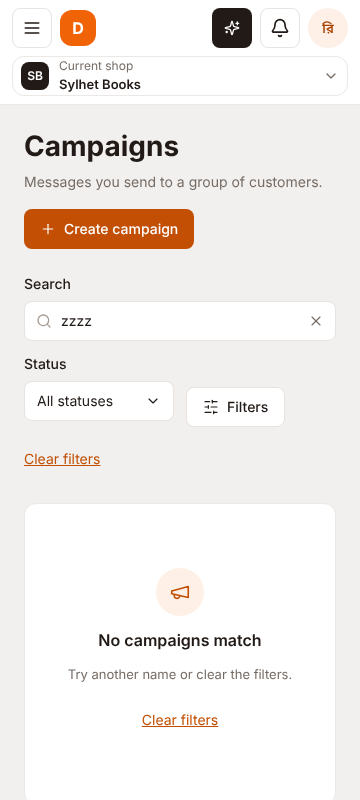 D
রি
SB
Current shop
Sylhet Books
Campaigns
Messages you send to a group of customers.
Create campaign
Search
zzzz
Status
All statuses
Filters
Clear filters
No campaigns match
Try another name or clear the filters.
Clear filters